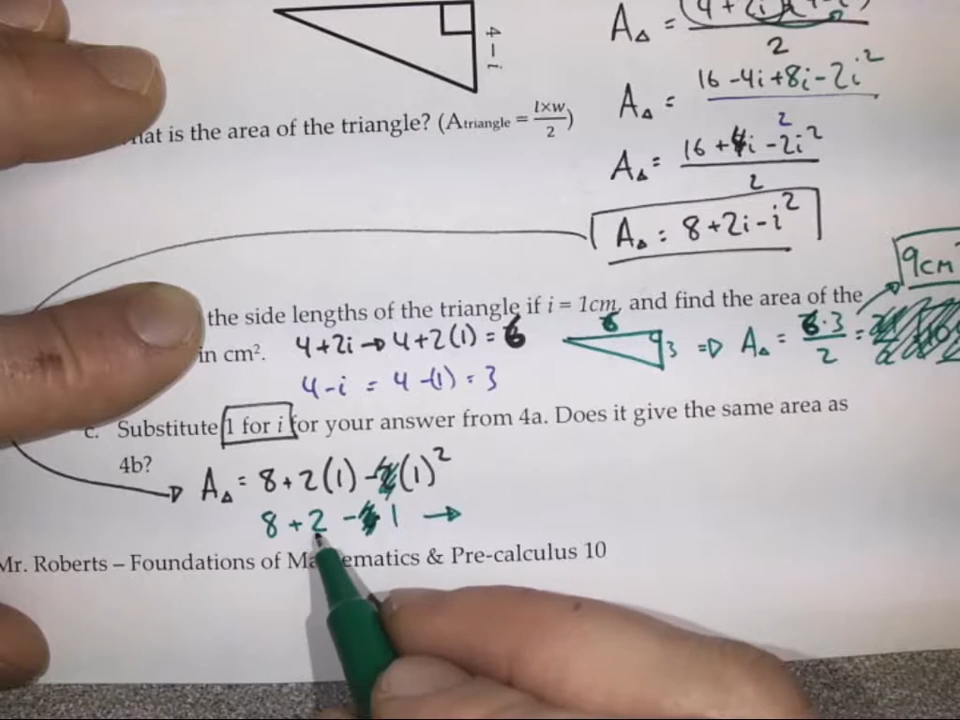 4 – i
A△ =
2
A△ = 16 - 4i + 8i - 2i² / 2
hat is the area of the triangle? (Atriangle = l×w / 2)
A△ = 16 + 4i - 2i² / 2
A△ = 8 + 2i - i²
9cm
the side lengths of the triangle if i = 1cm, and find the area of the
in cm². 4+2i → 4+2(1) = 6
6 3 ⇒ A△ = 6·3 / 2 =
4-i = 4-(1) = 3
c. Substitute 1 for i for your answer from 4a. Does it give the same area as
4b?
A△ = 8+2(1) - (1)²
8 + 2 - 1 →
Mr. Roberts – Foundations of Mathematics & Pre-calculus 10